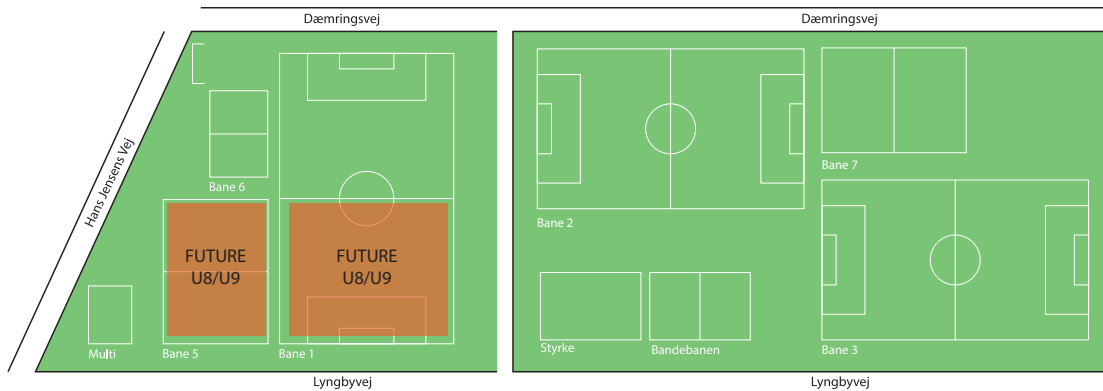 Dæmringsvej
Dæmringsvej
Hans Jensens Vej
Bane 6
Bane 7
Bane 2
FUTURE
U8/U9
FUTURE
U8/U9
Multi
Bane 5
Bane 1
Styrke
Bandebanen
Bane 3
Lyngbyvej
Lyngbyvej